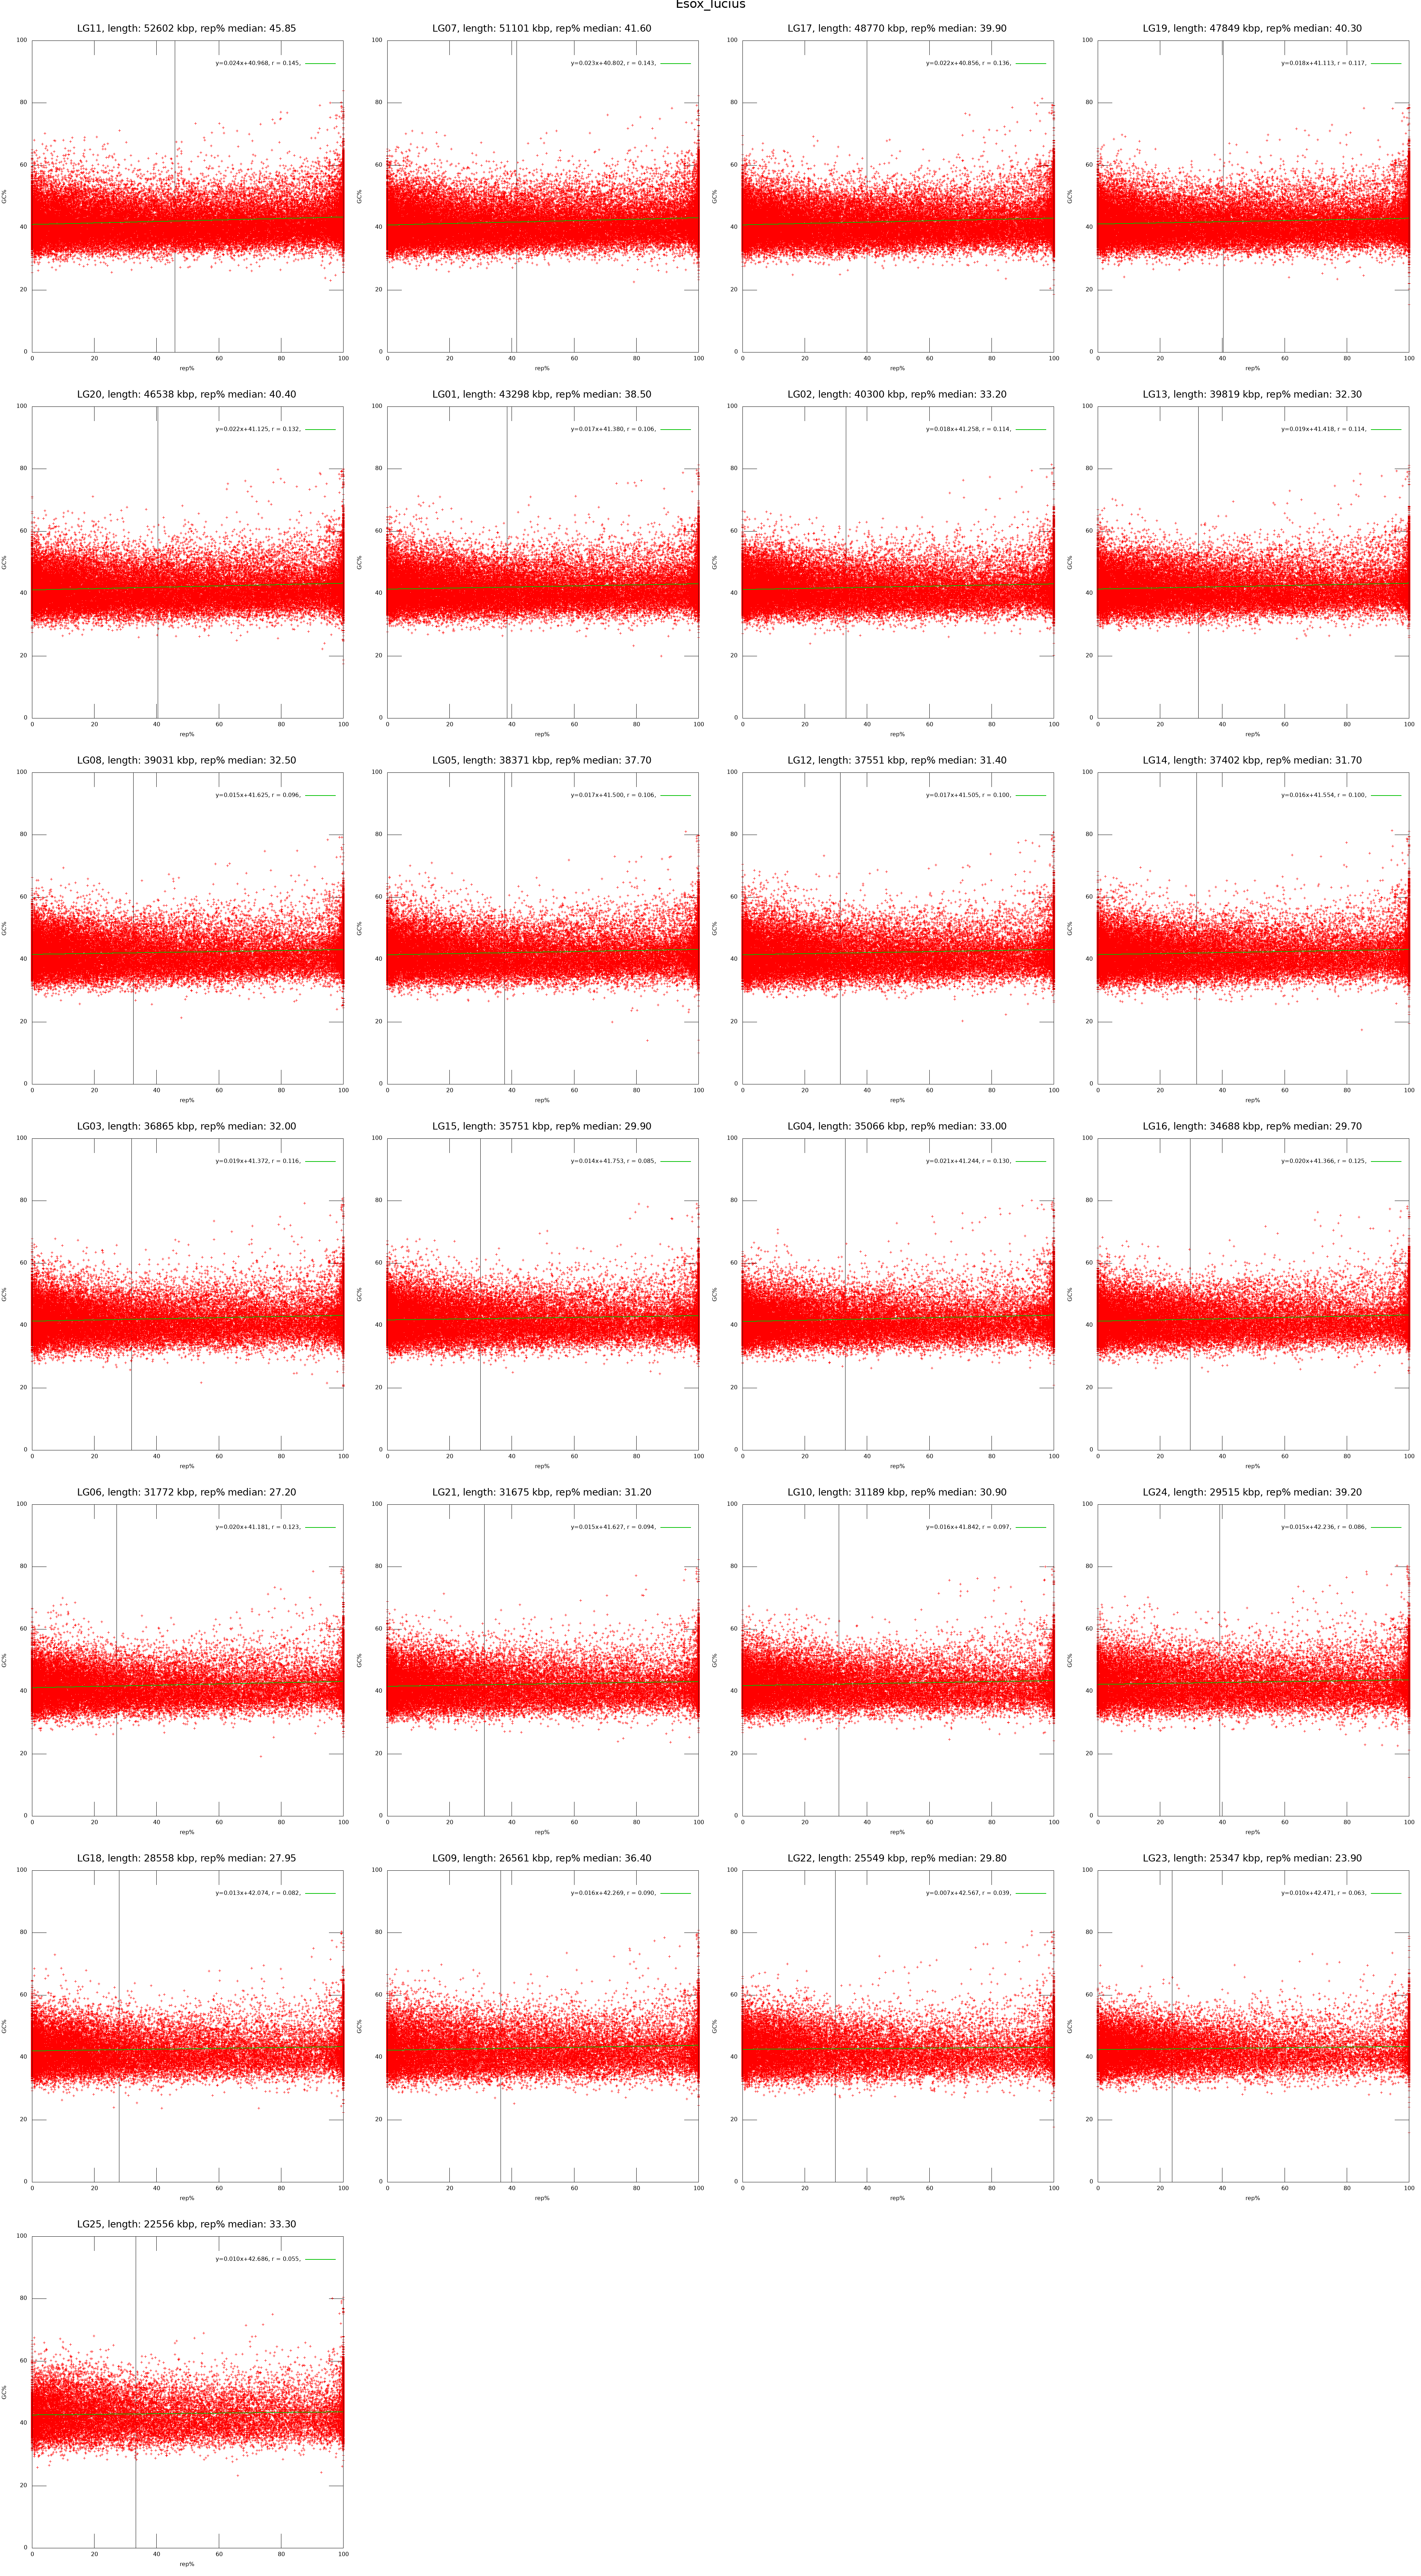 Esox_lucius
LG11, length: 52602 kbp, rep% median: 45.85
y=0.024x+40.968, r = 0.145,
LG07, length: 51101 kbp, rep% median: 41.60
y=0.023x+40.802, r = 0.143,
LG17, length: 48770 kbp, rep% median: 39.90
y=0.022x+40.856, r = 0.136,
LG19, length: 47849 kbp, rep% median: 40.30
y=0.018x+41.113, r = 0.117,
LG20, length: 46538 kbp, rep% median: 40.40
y=0.022x+41.125, r = 0.132,
LG01, length: 43298 kbp, rep% median: 38.50
y=0.017x+41.380, r = 0.106,
LG02, length: 40300 kbp, rep% median: 33.20
y=0.018x+41.258, r = 0.114,
LG13, length: 39819 kbp, rep% median: 32.30
y=0.019x+41.418, r = 0.114,
LG08, length: 39031 kbp, rep% median: 32.50
y=0.015x+41.625, r = 0.096,
LG05, length: 38371 kbp, rep% median: 37.70
y=0.017x+41.500, r = 0.106,
LG12, length: 37551 kbp, rep% median: 31.40
y=0.017x+41.505, r = 0.100,
LG14, length: 37402 kbp, rep% median: 31.70
y=0.016x+41.554, r = 0.100,
LG03, length: 36865 kbp, rep% median: 32.00
y=0.019x+41.372, r = 0.116,
LG15, length: 35751 kbp, rep% median: 29.90
y=0.014x+41.753, r = 0.085,
LG04, length: 35066 kbp, rep% median: 33.00
y=0.021x+41.244, r = 0.130,
LG16, length: 34688 kbp, rep% median: 29.70
y=0.020x+41.366, r = 0.125,
LG06, length: 31772 kbp, rep% median: 27.20
y=0.020x+41.181, r = 0.123,
LG21, length: 31675 kbp, rep% median: 31.20
y=0.015x+41.627, r = 0.094,
LG10, length: 31189 kbp, rep% median: 30.90
y=0.016x+41.842, r = 0.097,
LG24, length: 29515 kbp, rep% median: 39.20
y=0.015x+42.236, r = 0.086,
LG18, length: 28558 kbp, rep% median: 27.95
y=0.013x+42.074, r = 0.082,
LG09, length: 26561 kbp, rep% median: 36.40
y=0.016x+42.269, r = 0.090,
LG22, length: 25549 kbp, rep% median: 29.80
y=0.007x+42.567, r = 0.039,
LG23, length: 25347 kbp, rep% median: 23.90
y=0.010x+42.471, r = 0.063,
LG25, length: 22556 kbp, rep% median: 33.30
y=0.010x+42.686, r = 0.055,
100
80
60
GC%
40
20
0
0 20 40 60 80 100
rep%